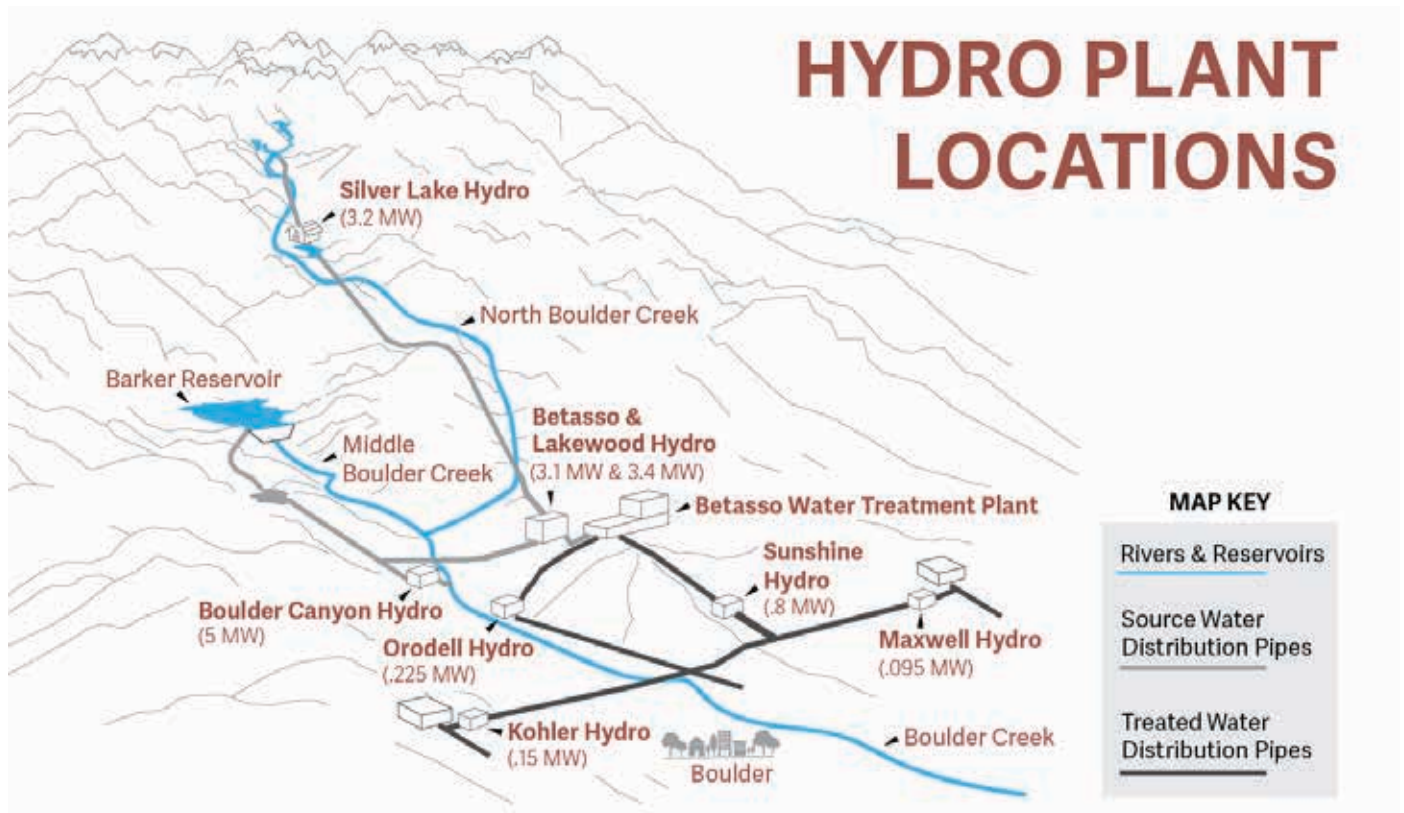 HYDRO PLANT
LOCATIONS
Silver Lake Hydro
(3.2 MW)
North Boulder Creek
Barker Reservoir
Middle
Boulder Creek
Betasso &
Lakewood Hydro
(3.1 MW & 3.4 MW)
Betasso Water Treatment Plant
Sunshine
Hydro
(.8 MW)
Boulder Canyon Hydro
(5 MW)
Orodell Hydro
(.225 MW)
Maxwell Hydro
(.095 MW)
Kohler Hydro
(.15 MW)
Boulder
Boulder Creek
MAP KEY
Rivers & Reservoirs
Source Water
Distribution Pipes
Treated Water
Distribution Pipes